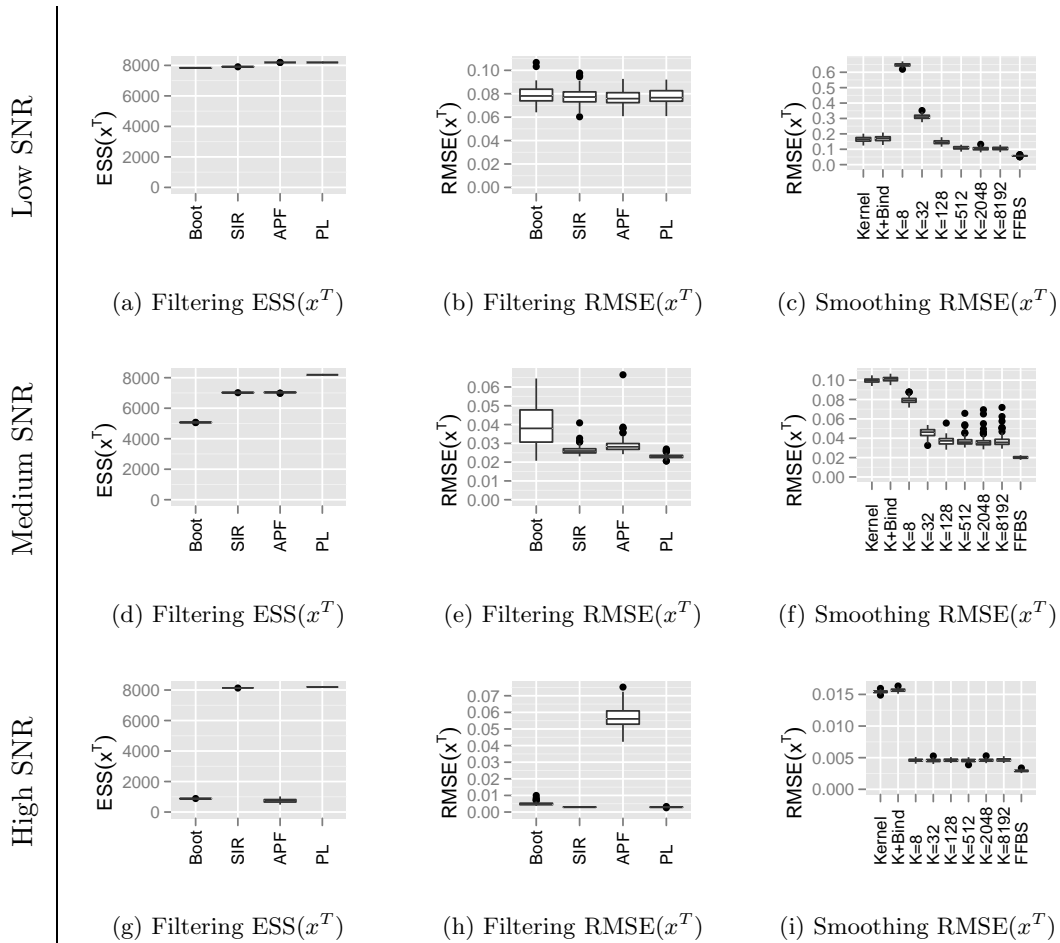 Low SNR
ESS(x^T)
8000
6000
4000
2000
0
Boot
SIR
APF
PL
(a) Filtering ESS(x^T)
RMSE(x^T)
0.10
0.08
0.06
0.04
0.02
0.00
Boot
SIR
APF
PL
(b) Filtering RMSE(x^T)
RMSE(x^T)
0.6
0.5
0.4
0.3
0.2
0.1
0.0
Kernel
K+Bind
K=8
K=32
K=128
K=512
K=2048
K=8192
FFBS
(c) Smoothing RMSE(x^T)
Medium SNR
ESS(x^T)
8000
6000
4000
2000
0
Boot
SIR
APF
PL
(d) Filtering ESS(x^T)
RMSE(x^T)
0.06
0.05
0.04
0.03
0.02
0.01
0.00
Boot
SIR
APF
PL
(e) Filtering RMSE(x^T)
RMSE(x^T)
0.10
0.08
0.06
0.04
0.02
0.00
Kernel
K+Bind
K=8
K=32
K=128
K=512
K=2048
K=8192
FFBS
(f) Smoothing RMSE(x^T)
High SNR
ESS(x^T)
8000
6000
4000
2000
0
Boot
SIR
APF
PL
(g) Filtering ESS(x^T)
RMSE(x^T)
0.07
0.06
0.05
0.04
0.03
0.02
0.01
0.00
Boot
SIR
APF
PL
(h) Filtering RMSE(x^T)
RMSE(x^T)
0.015
0.010
0.005
0.000
Kernel
K+Bind
K=8
K=32
K=128
K=512
K=2048
K=8192
FFBS
(i) Smoothing RMSE(x^T)